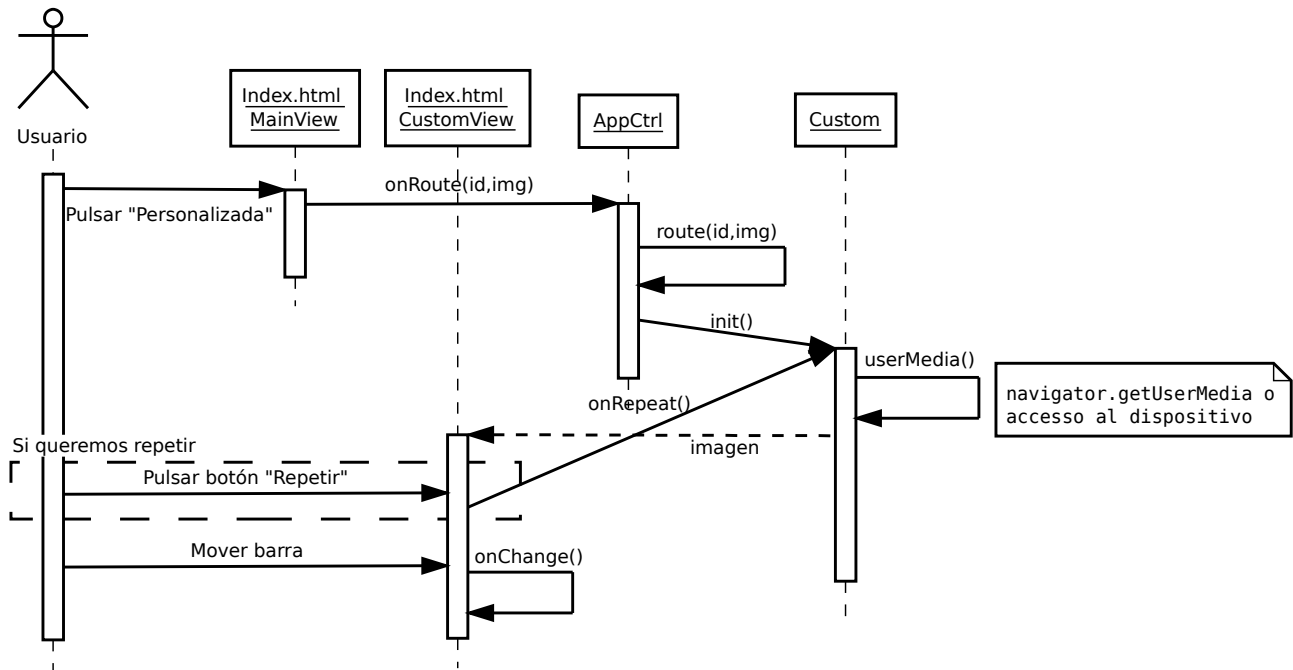 Index.html
MainView
Index.html
CustomView
AppCtrl
Custom
Usuario
onRoute(id,img)
Pulsar "Personalizada"
route(id,img)
init()
userMedia()
navigator.getUserMedia o
accesso al dispositivo
onRepeat()
Si queremos repetir
imagen
Pulsar botón "Repetir"
Mover barra
onChange()